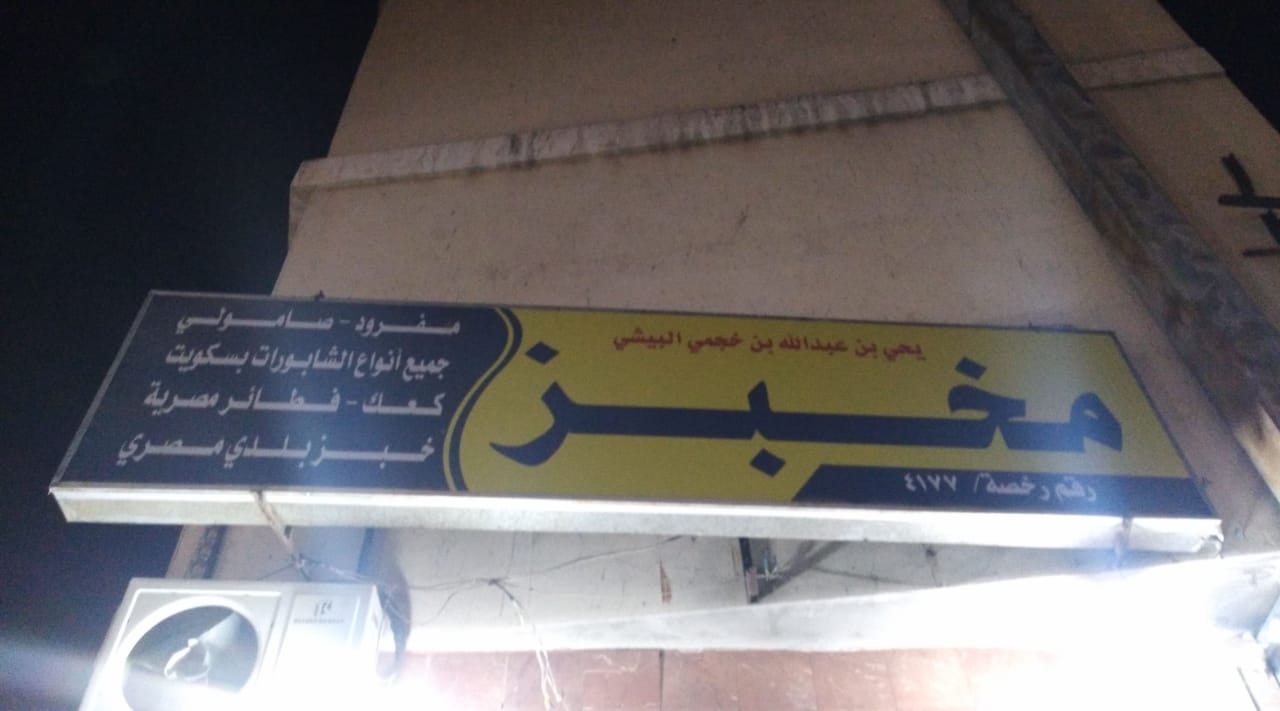 يحي بن عبدالله بن خجمي البيشي
مخبز
رقم رخصة/ ٤١٧٧
مفرود - صامولي
جميع أنواع الشابورات بسكويت
كعك - فطائر مصرية
خبز بلدي مصري